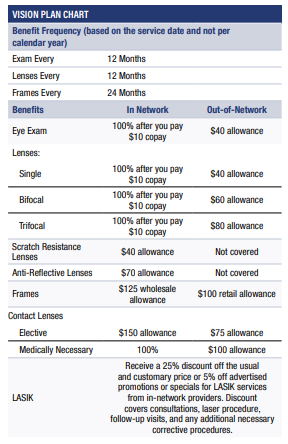 VISION PLAN CHART
Benefit Frequency (based on the service date and not per
calendar year)
Exam Every 12 Months
Lenses Every 12 Months
Frames Every 24 Months
Benefits In Network Out-of-Network
Eye Exam 100% after you pay $40 allowance
$10 copay
Lenses:
Single 100% after you pay $40 allowance
$10 copay
Bifocal 100% after you pay $60 allowance
$10 copay
Trifocal 100% after you pay $80 allowance
$10 copay
Scratch Resistance
Lenses $40 allowance Not covered
Anti-Reflective Lenses $70 allowance Not covered
Frames $125 wholesale $100 retail allowance
allowance
Contact Lenses
Elective $150 allowance $75 allowance
Medically Necessary 100% $100 allowance
LASIK Receive a 25% discount off the usual
and customary price or 5% off advertised
promotions or specials for LASIK services
from in-network providers. Discount
covers consultations, laser procedure,
follow-up visits, and any additional necessary
corrective procedures.